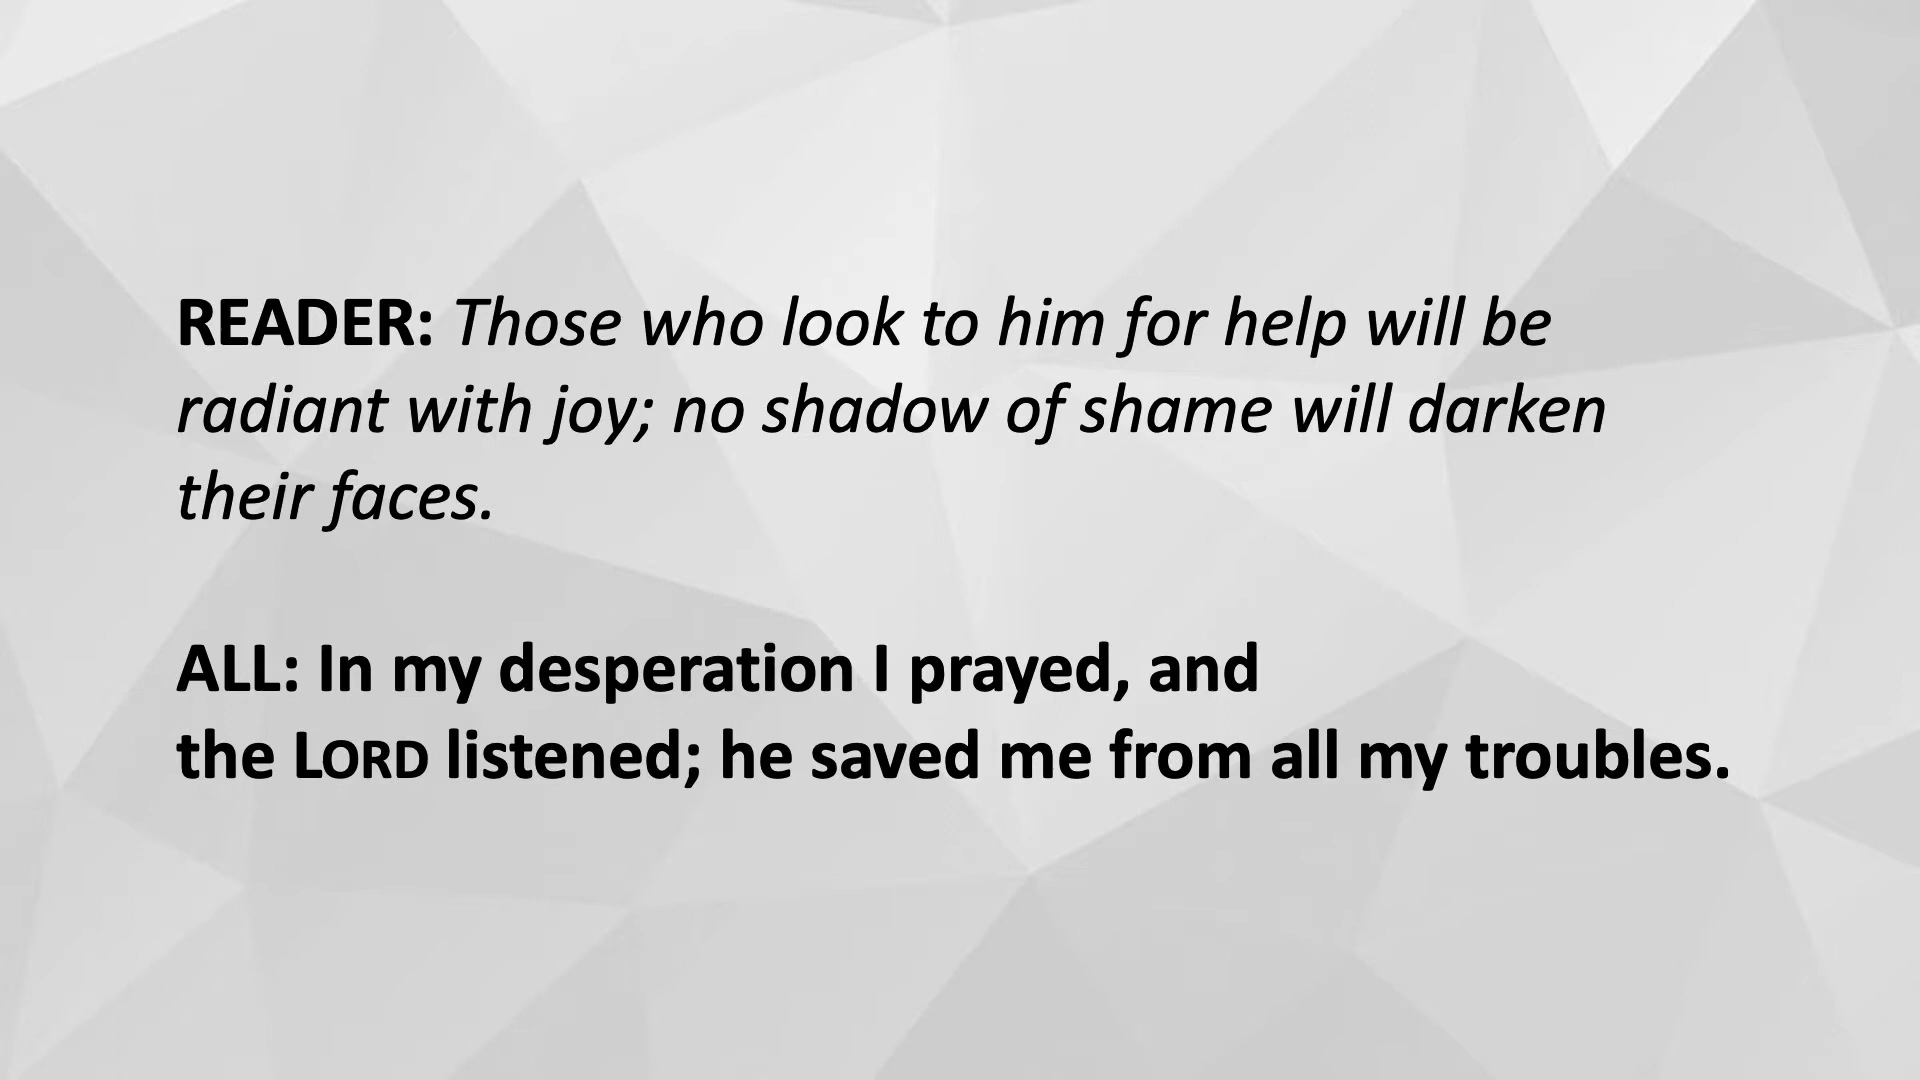 READER: Those who look to him for help will be
radiant with joy; no shadow of shame will darken
their faces.
ALL: In my desperation I prayed, and
the LORD listened; he saved me from all my troubles.